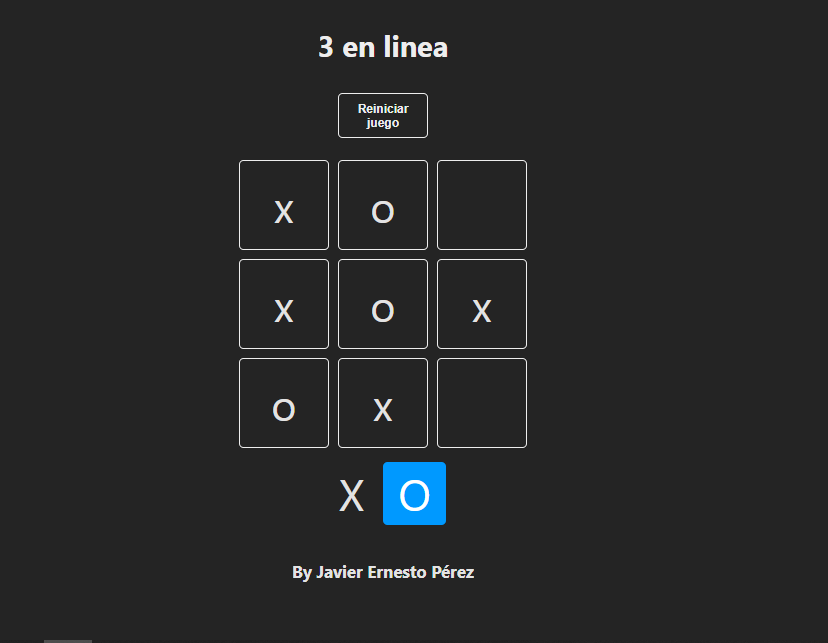 3 en linea
Reiniciar
juego
x o
x o x
o x
X O
By Javier Ernesto Pérez